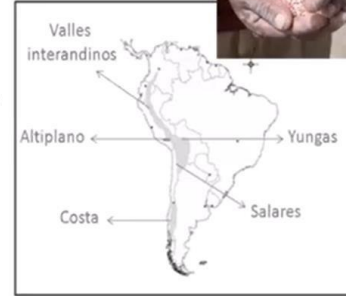 Valles
interandinos
Altiplano
Yungas
Costa
Salares